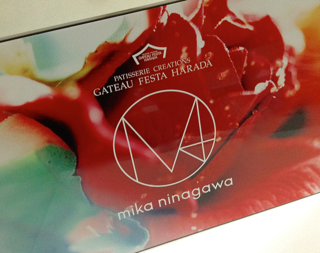 PATISSERIE CREATIONS
GATEAU FESTA HARADA
mika ninagawa